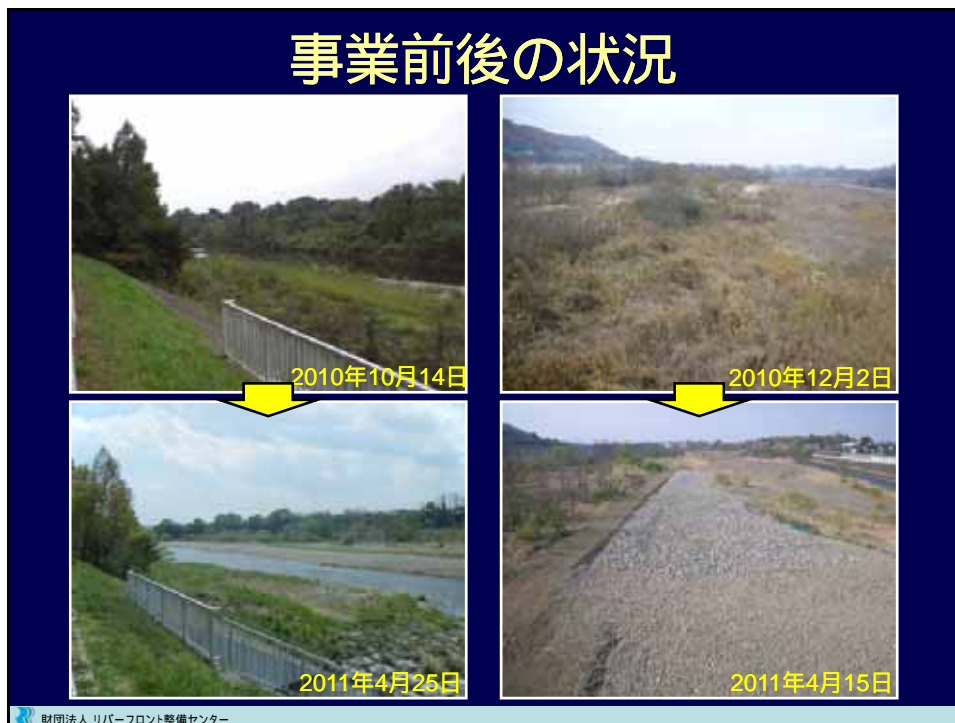 事業前後の状況
2010年10月14日
2010年12月2日
2011年4月25日
2011年4月15日
財団法人 リバーフロント整備センター